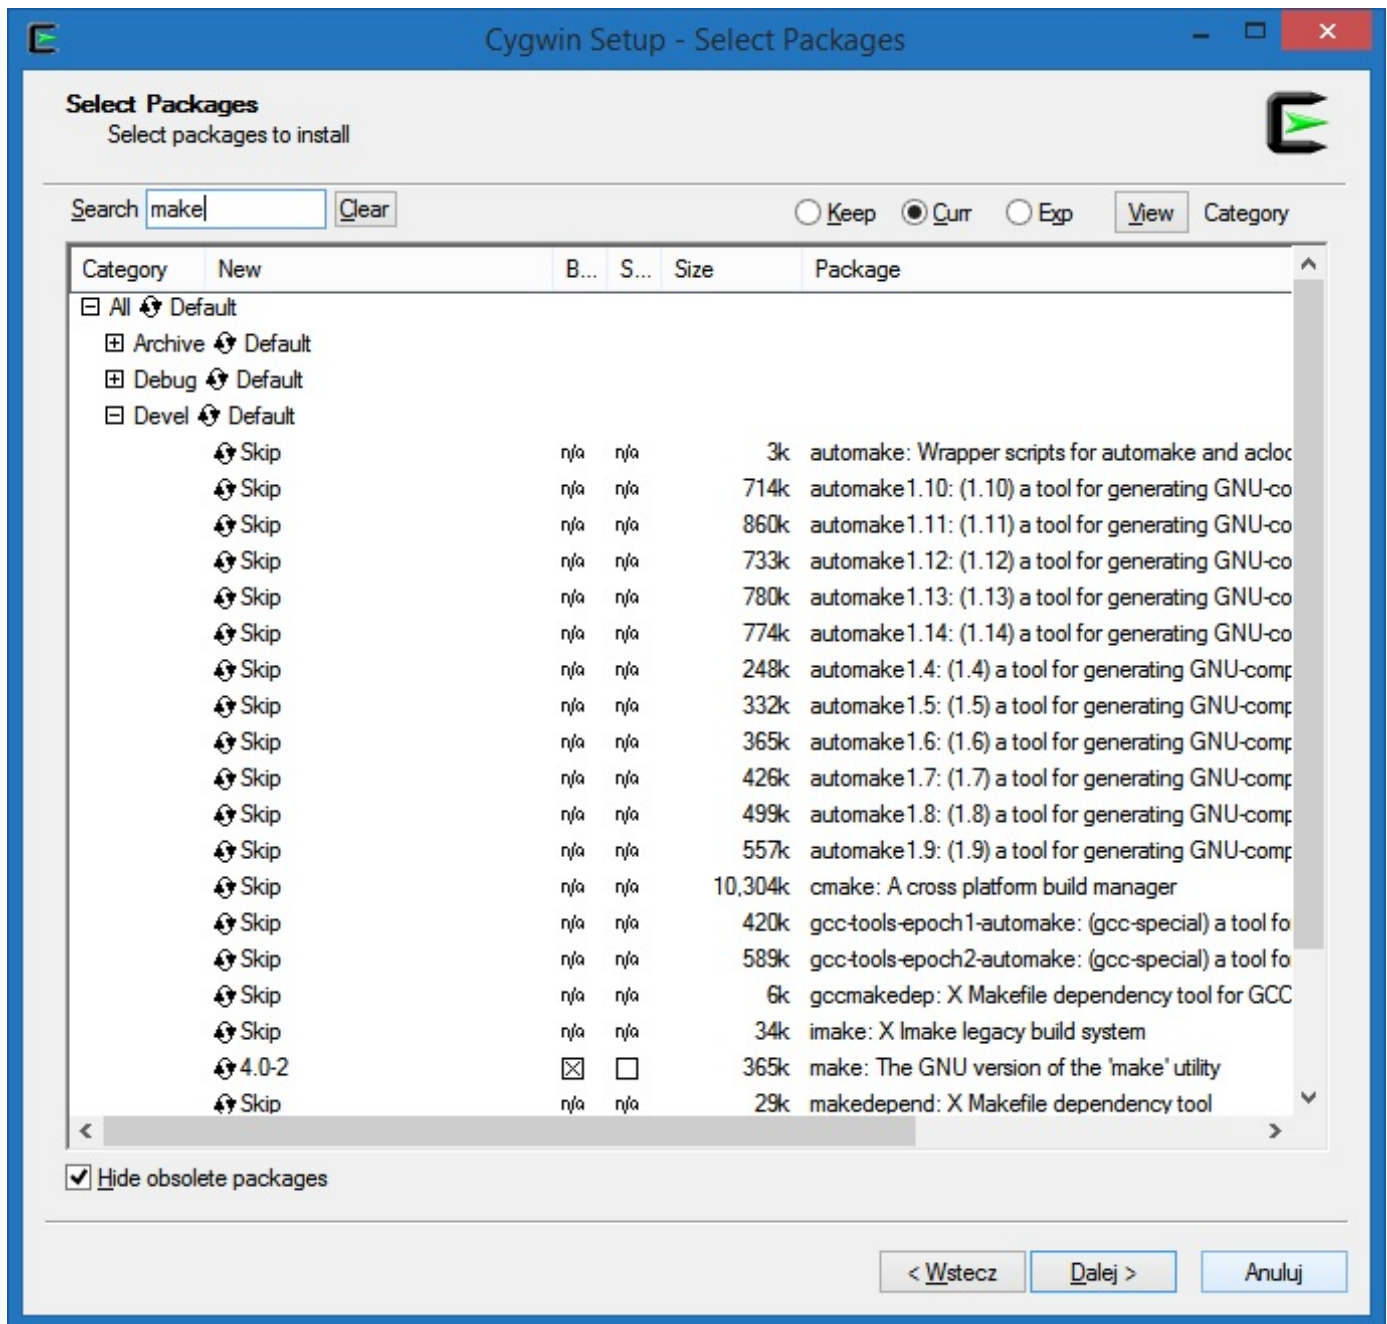 Cygwin Setup - Select Packages
Select Packages
Select packages to install
Search make Clear Keep Curr Exp View Category
Category New B... S... Size Package
All Default
Archive Default
Debug Default
Devel Default
Skip n/a n/a 3k automake: Wrapper scripts for automake and acloc
Skip n/a n/a 714k automake1.10: (1.10) a tool for generating GNU-co
Skip n/a n/a 860k automake1.11: (1.11) a tool for generating GNU-co
Skip n/a n/a 733k automake1.12: (1.12) a tool for generating GNU-co
Skip n/a n/a 780k automake1.13: (1.13) a tool for generating GNU-co
Skip n/a n/a 774k automake1.14: (1.14) a tool for generating GNU-co
Skip n/a n/a 248k automake1.4: (1.4) a tool for generating GNU-comp
Skip n/a n/a 332k automake1.5: (1.5) a tool for generating GNU-comp
Skip n/a n/a 365k automake1.6: (1.6) a tool for generating GNU-comp
Skip n/a n/a 426k automake1.7: (1.7) a tool for generating GNU-comp
Skip n/a n/a 499k automake1.8: (1.8) a tool for generating GNU-comp
Skip n/a n/a 557k automake1.9: (1.9) a tool for generating GNU-comp
Skip n/a n/a 10,304k cmake: A cross platform build manager
Skip n/a n/a 420k gcc-tools-epoch1-automake: (gcc-special) a tool fo
Skip n/a n/a 589k gcc-tools-epoch2-automake: (gcc-special) a tool fo
Skip n/a n/a 6k gccmakedep: X Makefile dependency tool for GCC
Skip n/a n/a 34k imake: X Imake legacy build system
4.0-2 365k make: The GNU version of the 'make' utility
Skip n/a n/a 29k makedepend: X Makefile dependency tool
Hide obsolete packages
< Wstecz Dalej > Anuluj